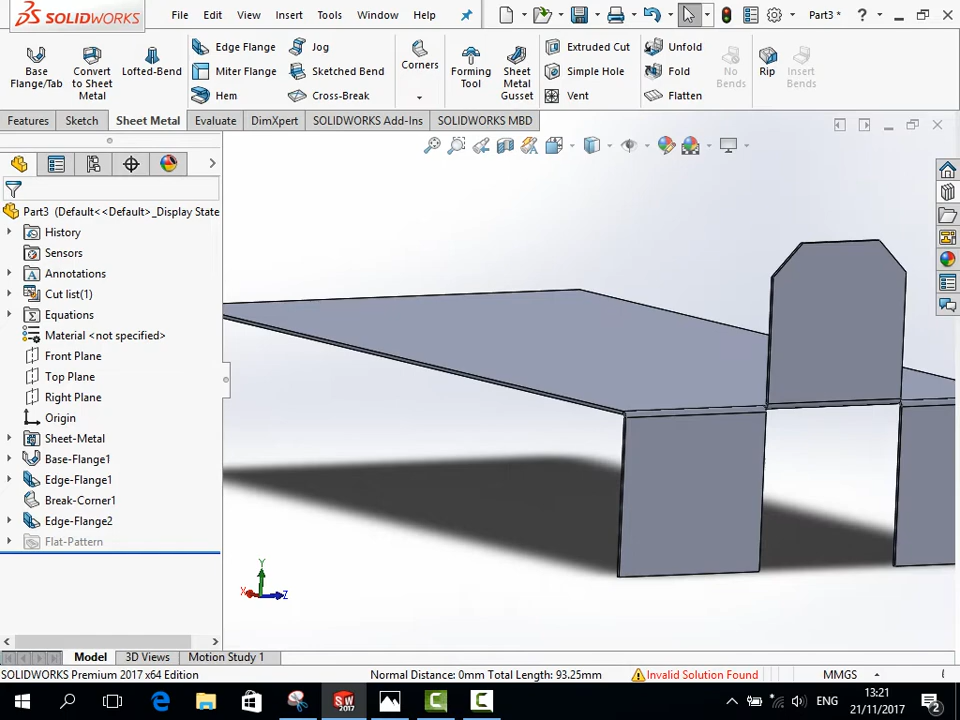 SOLIDWORKS File Edit View Insert Tools Window Help Part3 * ?
Base Flange/Tab
Convert to Sheet Metal
Lofted-Bend
Edge Flange
Miter Flange
Hem
Jog
Sketched Bend
Cross-Break
Corners
Forming Tool
Sheet Metal Gusset
Extruded Cut
Simple Hole
Vent
Unfold
Fold
Flatten
No Bends
Rip
Insert Bends
Features Sketch Sheet Metal Evaluate DimXpert SOLIDWORKS Add-Ins SOLIDWORKS MBD
Part3 (Default<<Default>_Display State
History
Sensors
Annotations
Cut list(1)
Equations
Material <not specified>
Front Plane
Top Plane
Right Plane
Origin
Sheet-Metal
Base-Flange1
Edge-Flange1
Break-Corner1
Edge-Flange2
Flat-Pattern
Y
X Z
Model 3D Views Motion Study 1
SOLIDWORKS Premium 2017 x64 Edition Normal Distance: 0mm Total Length: 93.25mm Invalid Solution Found MMGS
SW 2017
ENG
13:21
21/11/2017
2